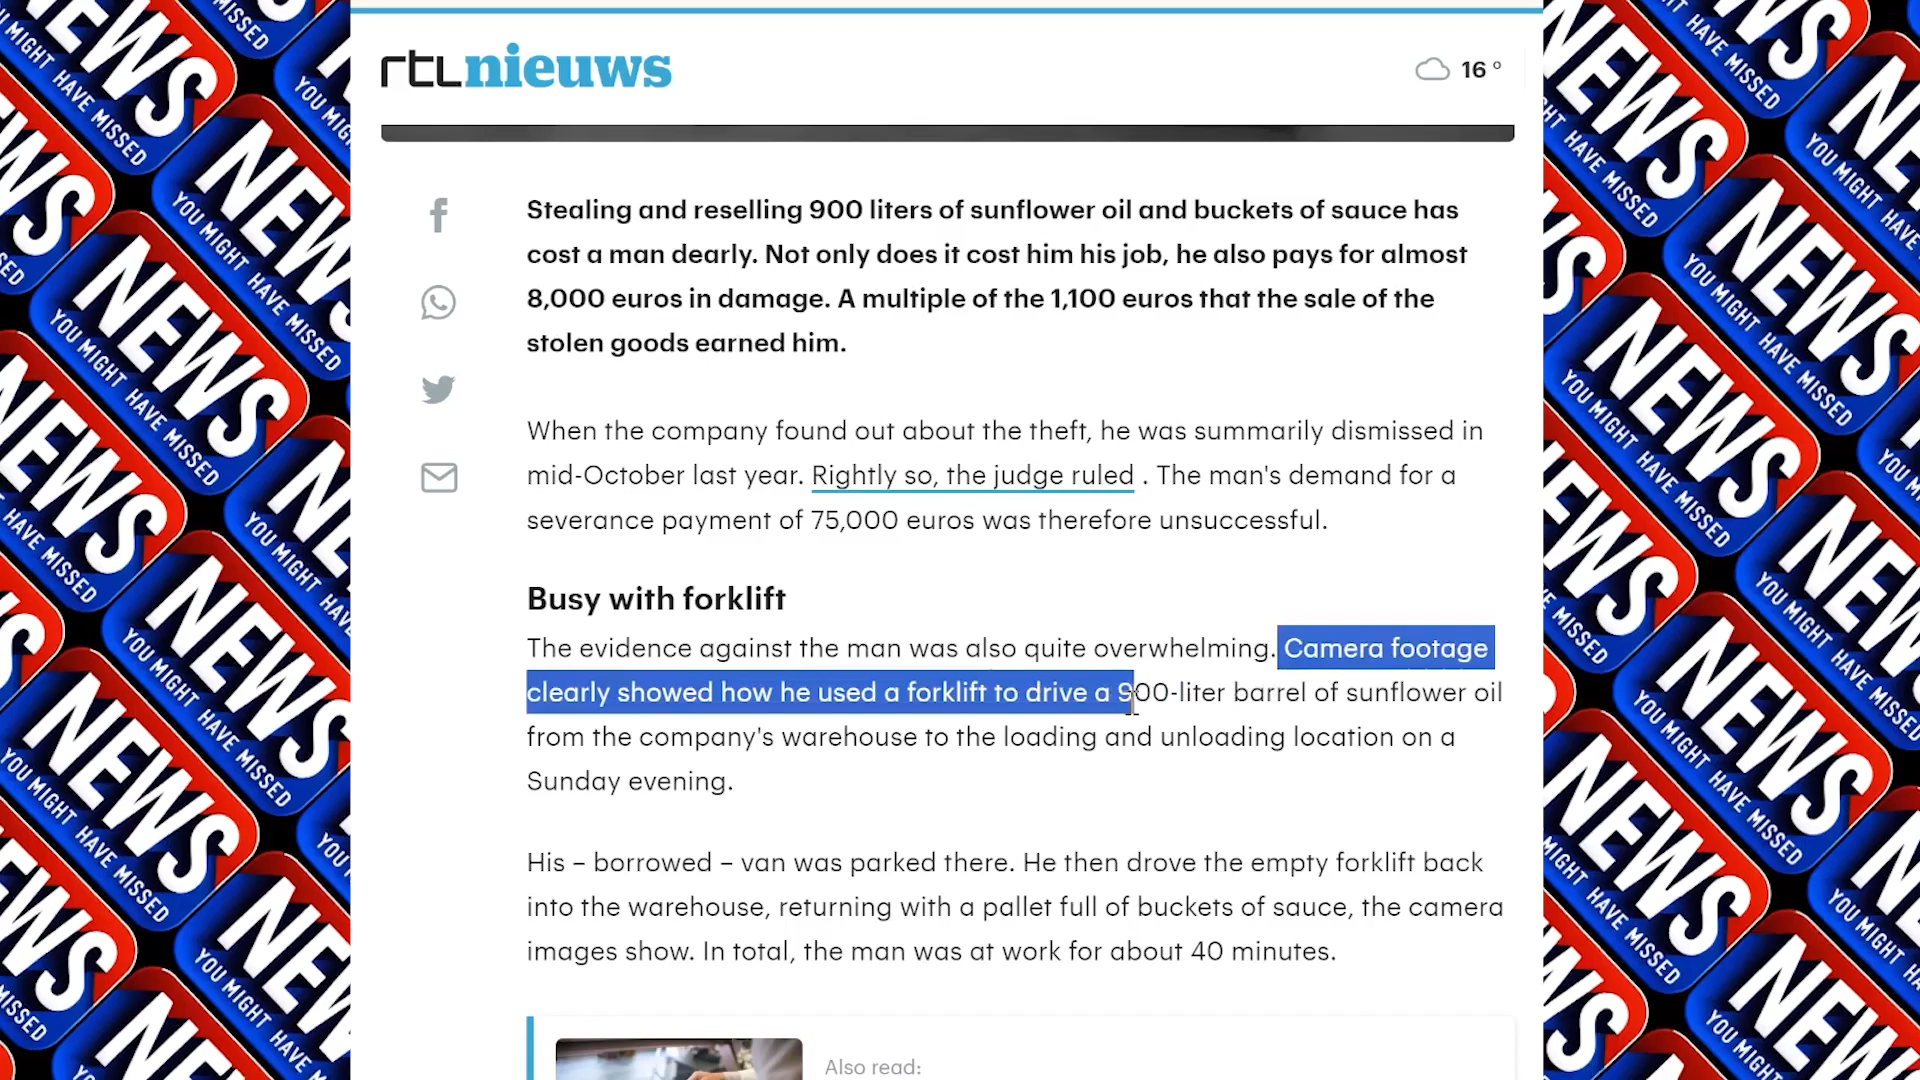 rtlnieuws
16 °
Stealing and reselling 900 liters of sunflower oil and buckets of sauce has
cost a man dearly. Not only does it cost him his job, he also pays for almost
8,000 euros in damage. A multiple of the 1,100 euros that the sale of the
stolen goods earned him.
When the company found out about the theft, he was summarily dismissed in
mid-October last year. Rightly so, the judge ruled . The man's demand for a
severance payment of 75,000 euros was therefore unsuccessful.
Busy with forklift
The evidence against the man was also quite overwhelming. Camera footage
clearly showed how he used a forklift to drive a 900-liter barrel of sunflower oil
from the company's warehouse to the loading and unloading location on a
Sunday evening.
His – borrowed – van was parked there. He then drove the empty forklift back
into the warehouse, returning with a pallet full of buckets of sauce, the camera
images show. In total, the man was at work for about 40 minutes.
Also read:
NEWS
YOU MIGHT HAVE MISSED